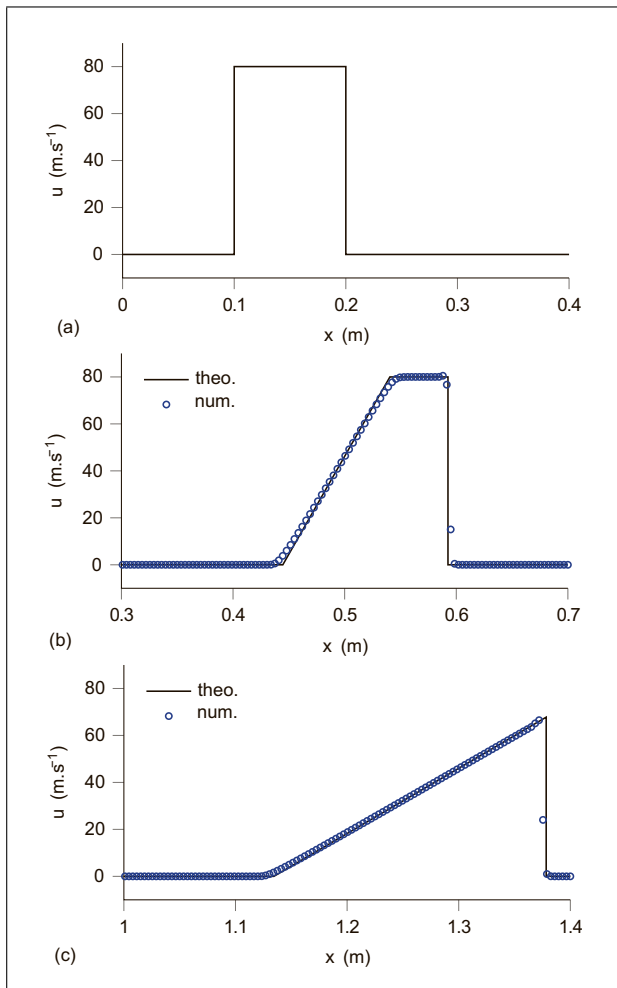 80
60
40
20
0
u (m.s⁻¹)
0 0.1 0.2 0.3 0.4
x (m)
(a)
theo.
num.
80
60
40
20
0
u (m.s⁻¹)
0.3 0.4 0.5 0.6 0.7
x (m)
(b)
theo.
num.
80
60
40
20
0
u (m.s⁻¹)
1 1.1 1.2 1.3 1.4
x (m)
(c)